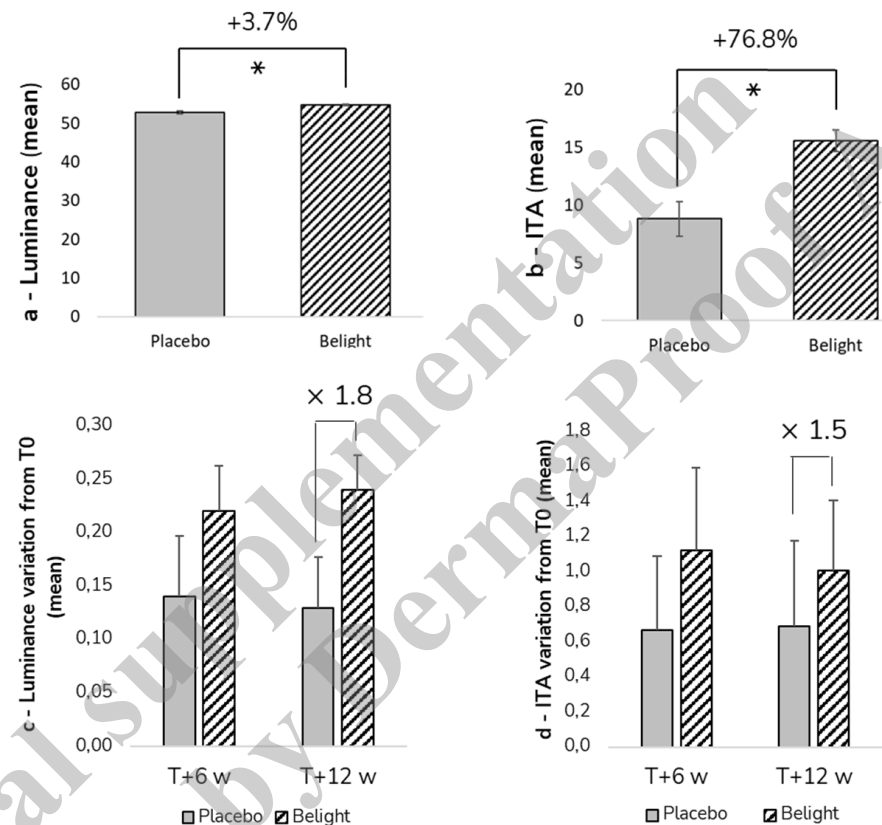 +3.7%
*
a - Luminance (mean)
60
50
40
30
20
10
0
Placebo Belight
+76.8%
*
b - ITA (mean)
20
15
10
5
0
Placebo Belight
× 1.8
c - Luminance variation from T0
(mean)
0,30
0,25
0,20
0,15
0,10
0,05
0,00
T+6 w T+12 w
Placebo Belight
× 1.5
d - ITA variation from T0 (mean)
1,8
1,6
1,4
1,2
1,0
0,8
0,6
0,4
0,2
0,0
T+6 w T+12 w
Placebo Belight
al supplementation
by DermaProof